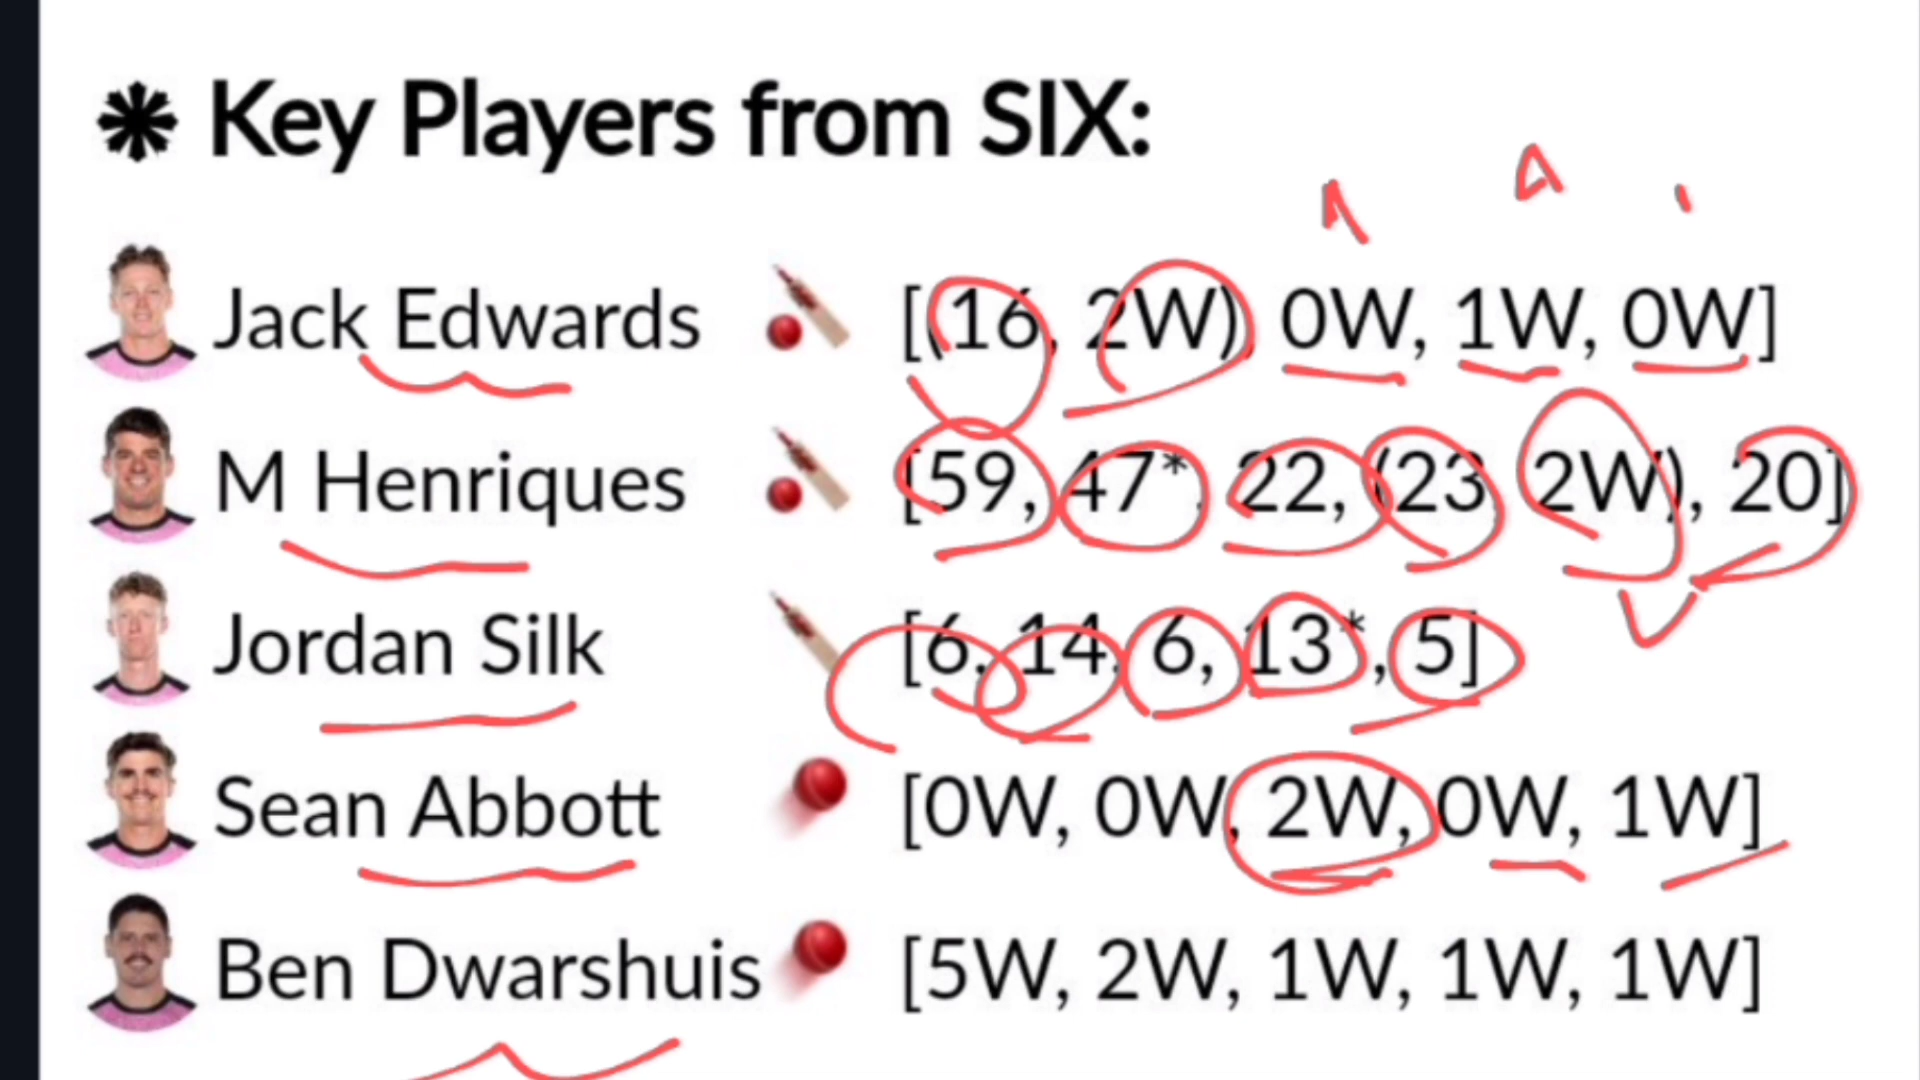 Key Players from SIX:
Jack Edwards [(16, 2W), 0W, 1W, 0W]
M Henriques [59, 47*, 22, (23, 2W), 20]
Jordan Silk [6, 14, 6, 13*, 5]
Sean Abbott [0W, 0W, 2W, 0W, 1W]
Ben Dwarshuis [5W, 2W, 1W, 1W, 1W]